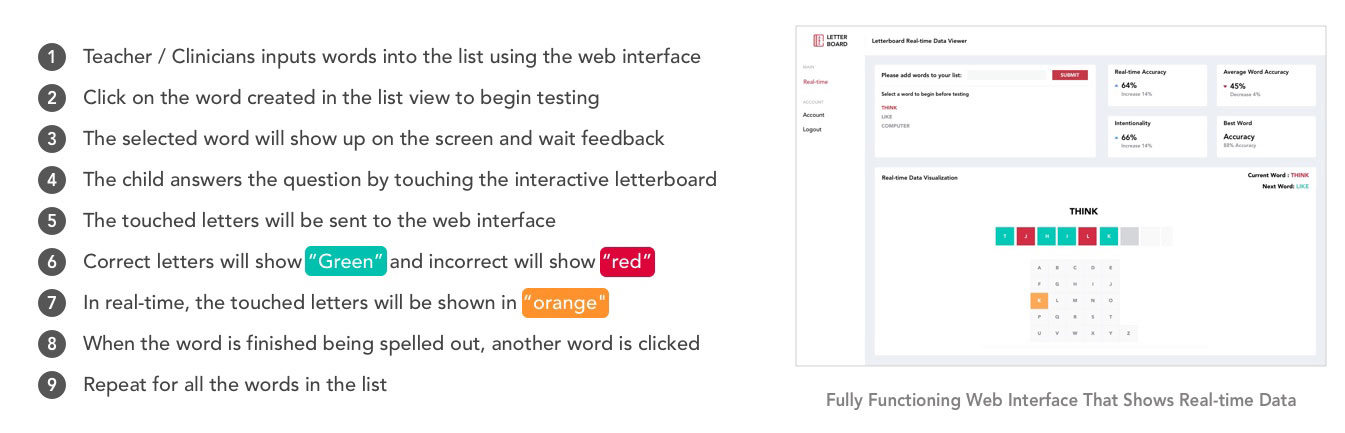 1 Teacher / Clinicians inputs words into the list using the web interface
2 Click on the word created in the list view to begin testing
3 The selected word will show up on the screen and wait feedback
4 The child answers the question by touching the interactive letterboard
5 The touched letters will be sent to the web interface
6 Correct letters will show “Green” and incorrect will show “red”
7 In real-time, the touched letters will be shown in “orange"
8 When the word is finished being spelled out, another word is clicked
9 Repeat for all the words in the list
LETTER
BOARD
MAIN
Real-time
ACCOUNT
Account
Logout
Letterboard Real-time Data Viewer
Please add words to your list: SUBMIT
Select a word to begin before testing
THINK
LIKE
COMPUTER
Real-time Accuracy
64%
Increase 14%
Average Word Accuracy
45%
Decrease 4%
Intentionality
66%
Increase 14%
Best Word
Accuracy
88% Accuracy
Real-time Data Visualization
Current Word : THINK
Next Word: LIKE
THINK
T J H I L K
A B C D E
F G H I J
K L M N O
P Q R S T
U V W X Y Z
Fully Functioning Web Interface That Shows Real-time Data